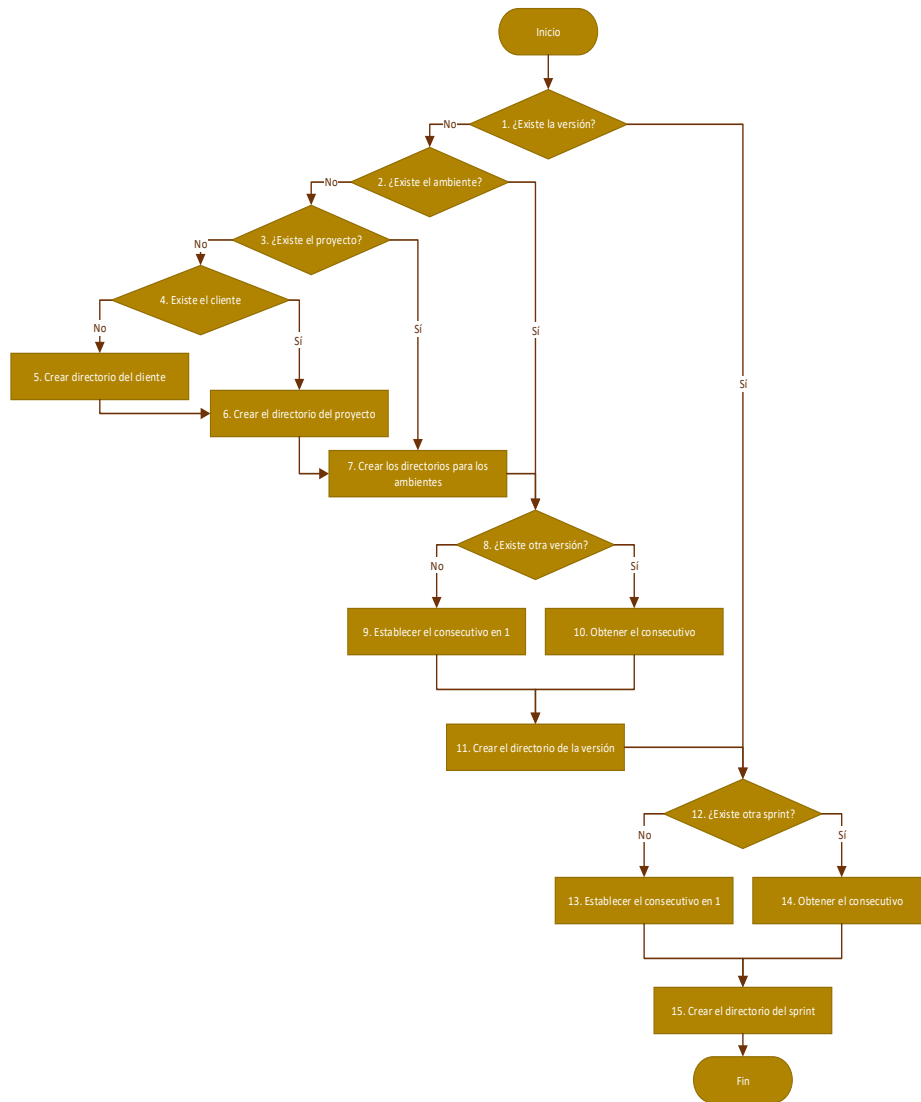 Inicio
1. ¿Existe la versión?
No
2. ¿Existe el ambiente?
No
3. ¿Existe el proyecto?
No
4. Existe el cliente
No
Sí
Sí
Sí
Sí
5. Crear directorio del cliente
6. Crear el directorio del proyecto
7. Crear los directorios para los
ambientes
8. ¿Existe otra versión?
No
Sí
9. Establecer el consecutivo en 1
10. Obtener el consecutivo
11. Crear el directorio de la versión
12. ¿Existe otra sprint?
No
Sí
13. Establecer el consecutivo en 1
14. Obtener el consecutivo
15. Crear el directorio del sprint
Fin